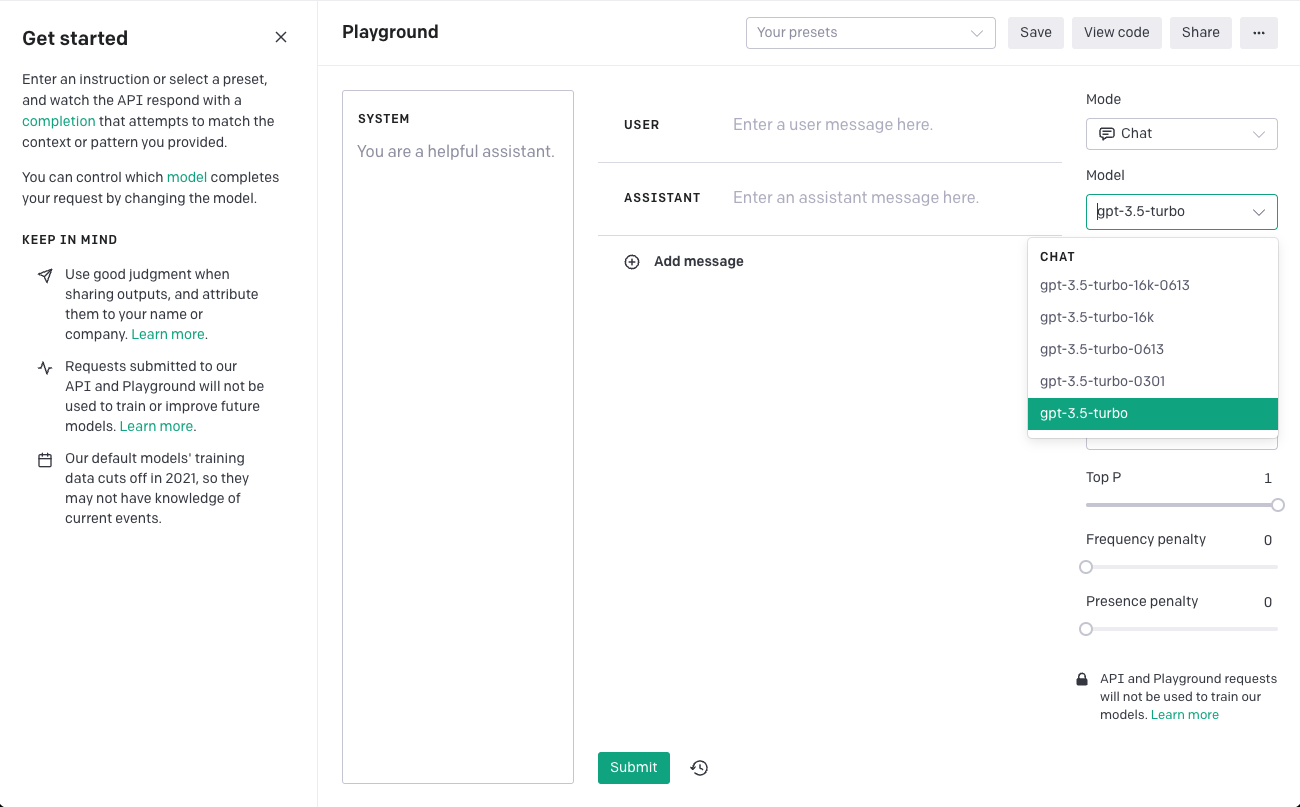 Get started
Enter an instruction or select a preset,
and watch the API respond with a
completion that attempts to match the
context or pattern you provided.
You can control which model completes
your request by changing the model.
KEEP IN MIND
Use good judgment when
sharing outputs, and attribute
them to your name or
company. Learn more.
Requests submitted to our
API and Playground will not be
used to train or improve future
models. Learn more.
Our default models' training
data cuts off in 2021, so they
may not have knowledge of
current events.
Playground
Your presets
Save
View code
Share
...
SYSTEM
You are a helpful assistant.
USER
Enter a user message here.
ASSISTANT
Enter an assistant message here.
Add message
Submit
Mode
Chat
Model
gpt-3.5-turbo
CHAT
gpt-3.5-turbo-16k-0613
gpt-3.5-turbo-16k
gpt-3.5-turbo-0613
gpt-3.5-turbo-0301
gpt-3.5-turbo
Top P 1
Frequency penalty 0
Presence penalty 0
API and Playground requests
will not be used to train our
models. Learn more